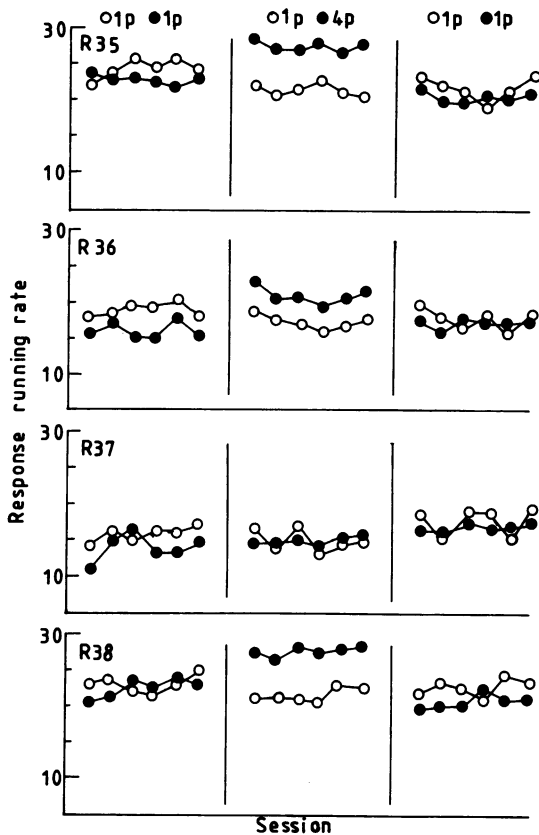 ○1p ●1p
○1p ●4p
○1p ●1p
30
R35
10
30
R36
10
30
R37
10
30
R38
10
Response running rate
Session